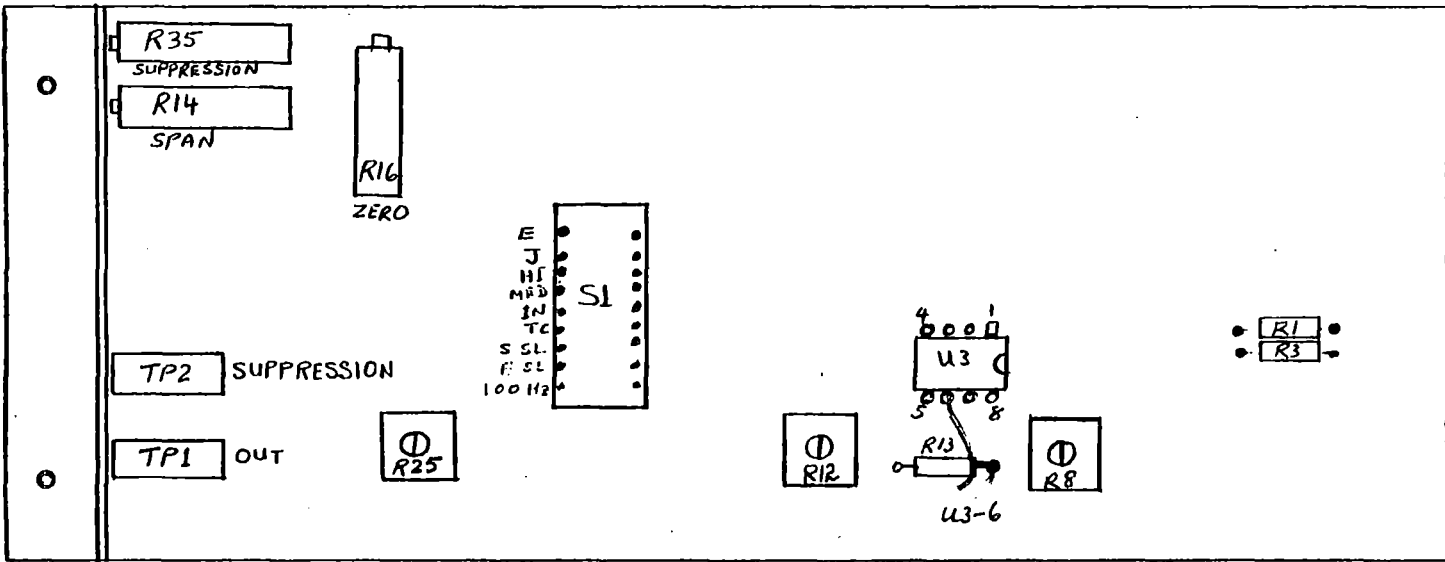 R35
SUPPRESSION
R14
SPAN
R16
ZERO
E
J
HI
MED
IN
TC
S SL
F SL
100 Hz
S1
4 1
U3
5 8
R1
R3
TP2 SUPPRESSION
TP1 OUT
R25
R12
R13
R8
U3-6